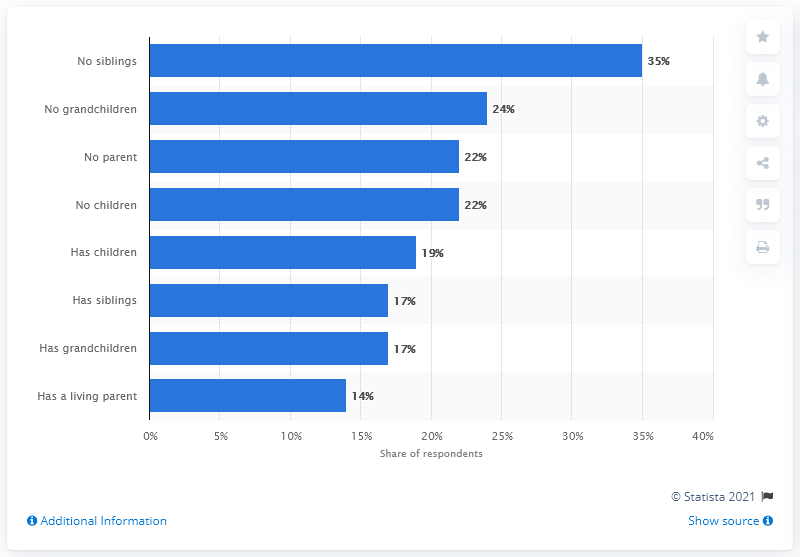 No siblings 35%
No grandchildren 24%
No parent 22%
No children 22%
Has children 19%
Has siblings 17%
Has grandchildren 17%
Has a living parent 14%
0% 5% 10% 15% 20% 25% 30% 35% 40%
Share of respondents
© Statista 2021
Additional Information Show source